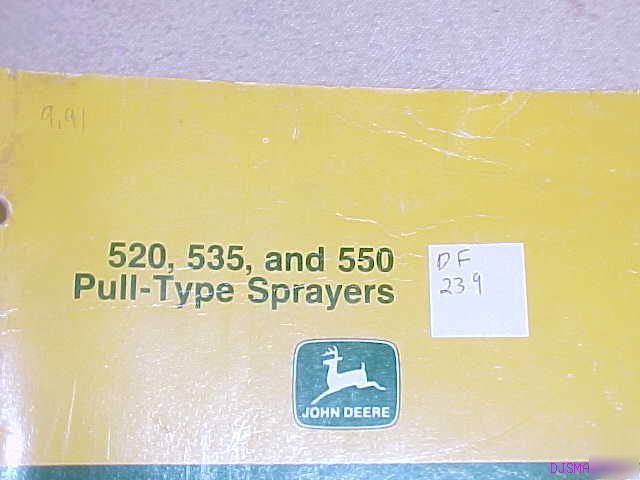 9,91
520, 535, and 550
Pull-Type Sprayers
DF
239
JOHN DEERE
DJSMA